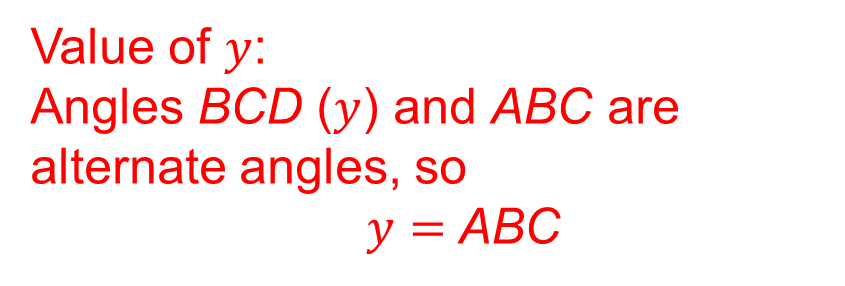 Value of y:
Angles BCD (y) and ABC are
alternate angles, so
y = ABC